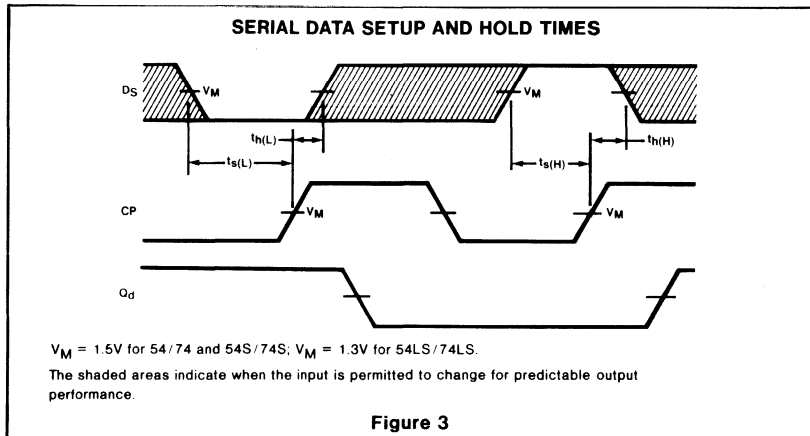 SERIAL DATA SETUP AND HOLD TIMES
DS
VM
VM
th(L)
th(H)
ts(L)
ts(H)
CP
VM
VM
Qd
VM = 1.5V for 54/74 and 54S/74S; VM = 1.3V for 54LS/74LS.
The shaded areas indicate when the input is permitted to change for predictable output
performance.
Figure 3